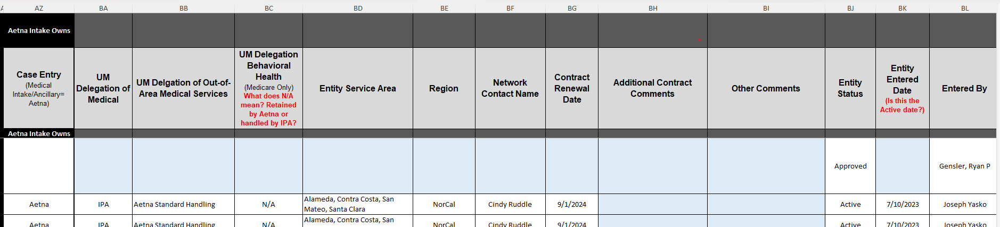 A AZ BA BB BC BD BE BF BG BH BI BJ BK BL
Aetna Intake Owns
Case Entry
(Medical
Intake/Ancillary=
Aetna)
UM
Delegation of
Medical
UM Delgation of Out-of-
Area Medical Services
UM Delegation
Behavioral
Health
(Medicare Only)
What does N/A
mean? Retained
by Aetna or
handled by IPA?
Entity Service Area
Region
Network
Contact Name
Contract
Renewal
Date
Additional Contract
Comments
Other Comments
Entity
Status
Entity
Entered
Date
(Is this the
Active date?)
Entered By
Aetna Intake Owns
Approved
Gensler, Ryan P
Aetna
IPA
Aetna Standard Handling
N/A
Alameda, Contra Costa, San
Mateo, Santa Clara
NorCal
Cindy Ruddle
9/1/2024
Active
7/10/2023
Joseph Yasko
Aetna
IPA
Aetna Standard Handling
N/A
Alameda, Contra Costa, San
NorCal
Cindy Ruddle
9/1/2024
Active
7/10/2023
Joseph Yasko